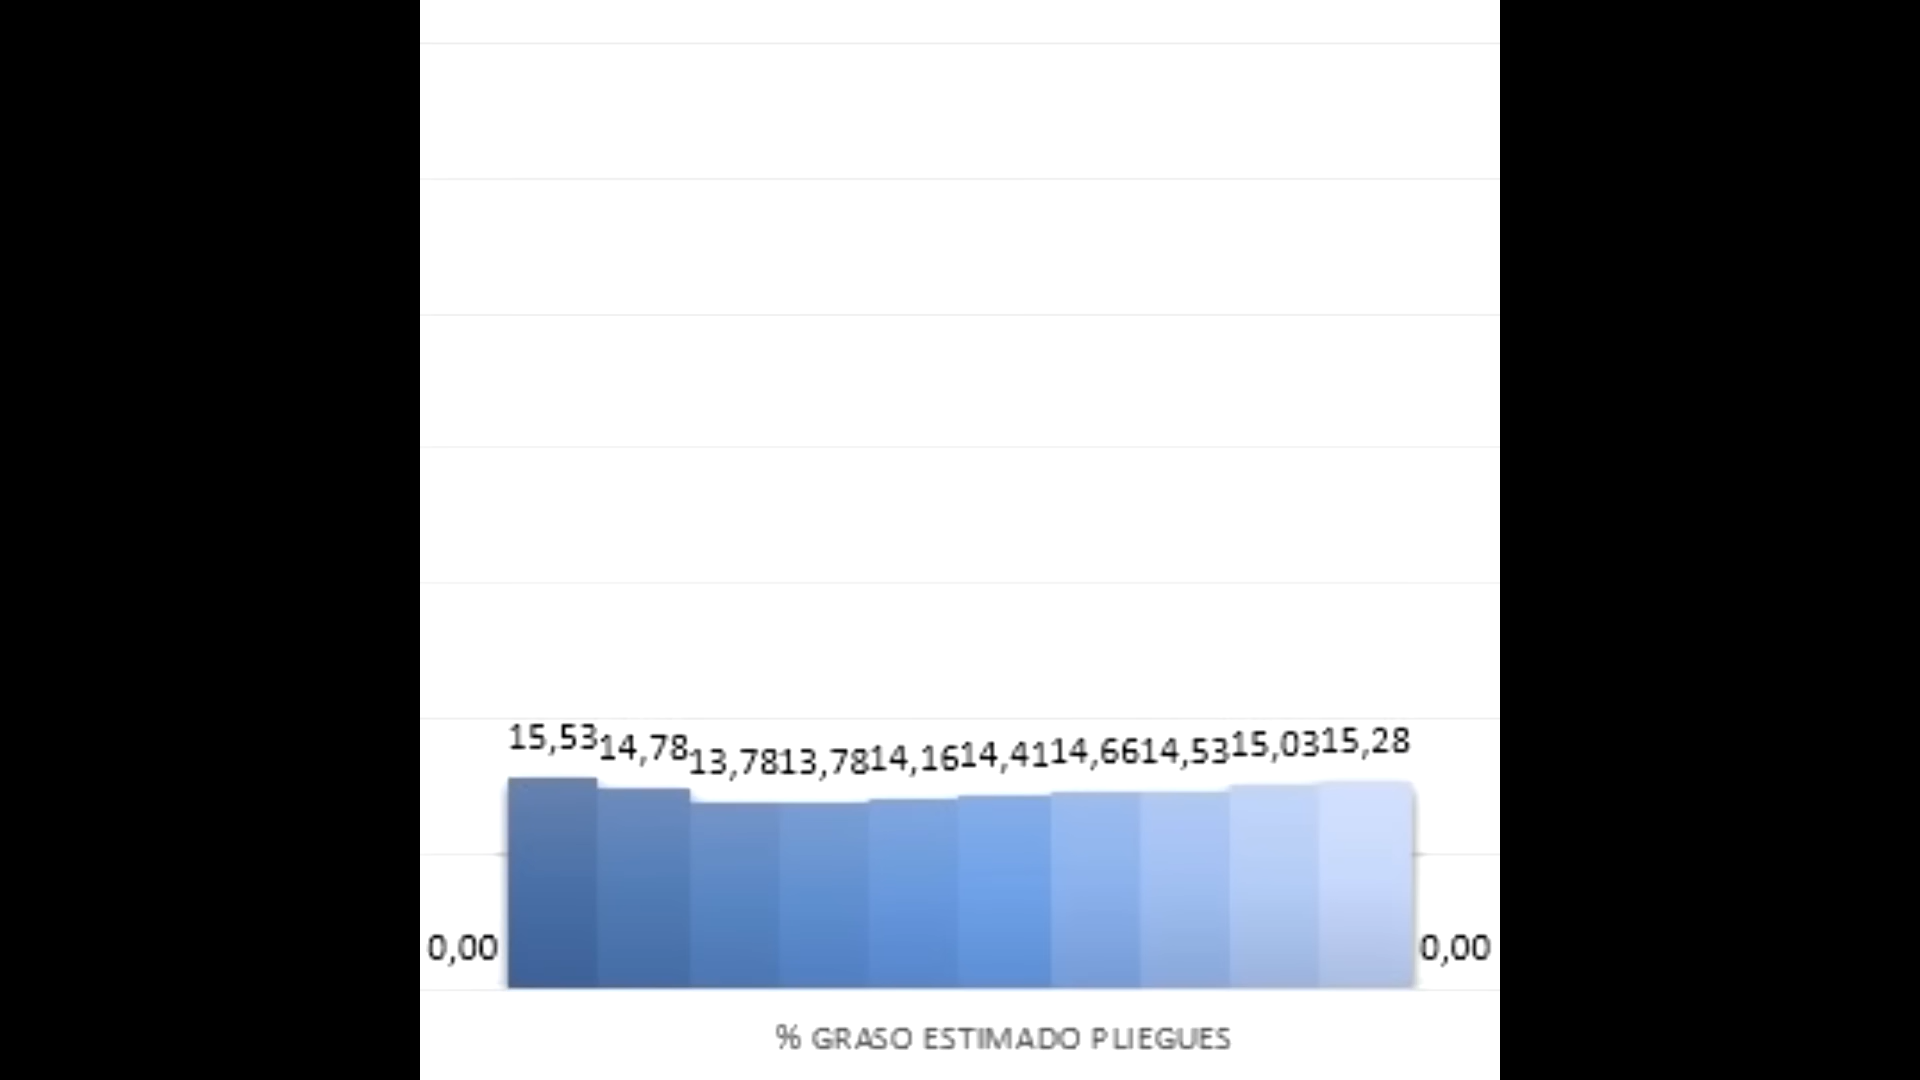 15,53 14,78 13,78 13,78 14,16 14,41 14,66 14,53 15,03 15,28
0,00 0,00
% GRASO ESTIMADO PLIEGUES